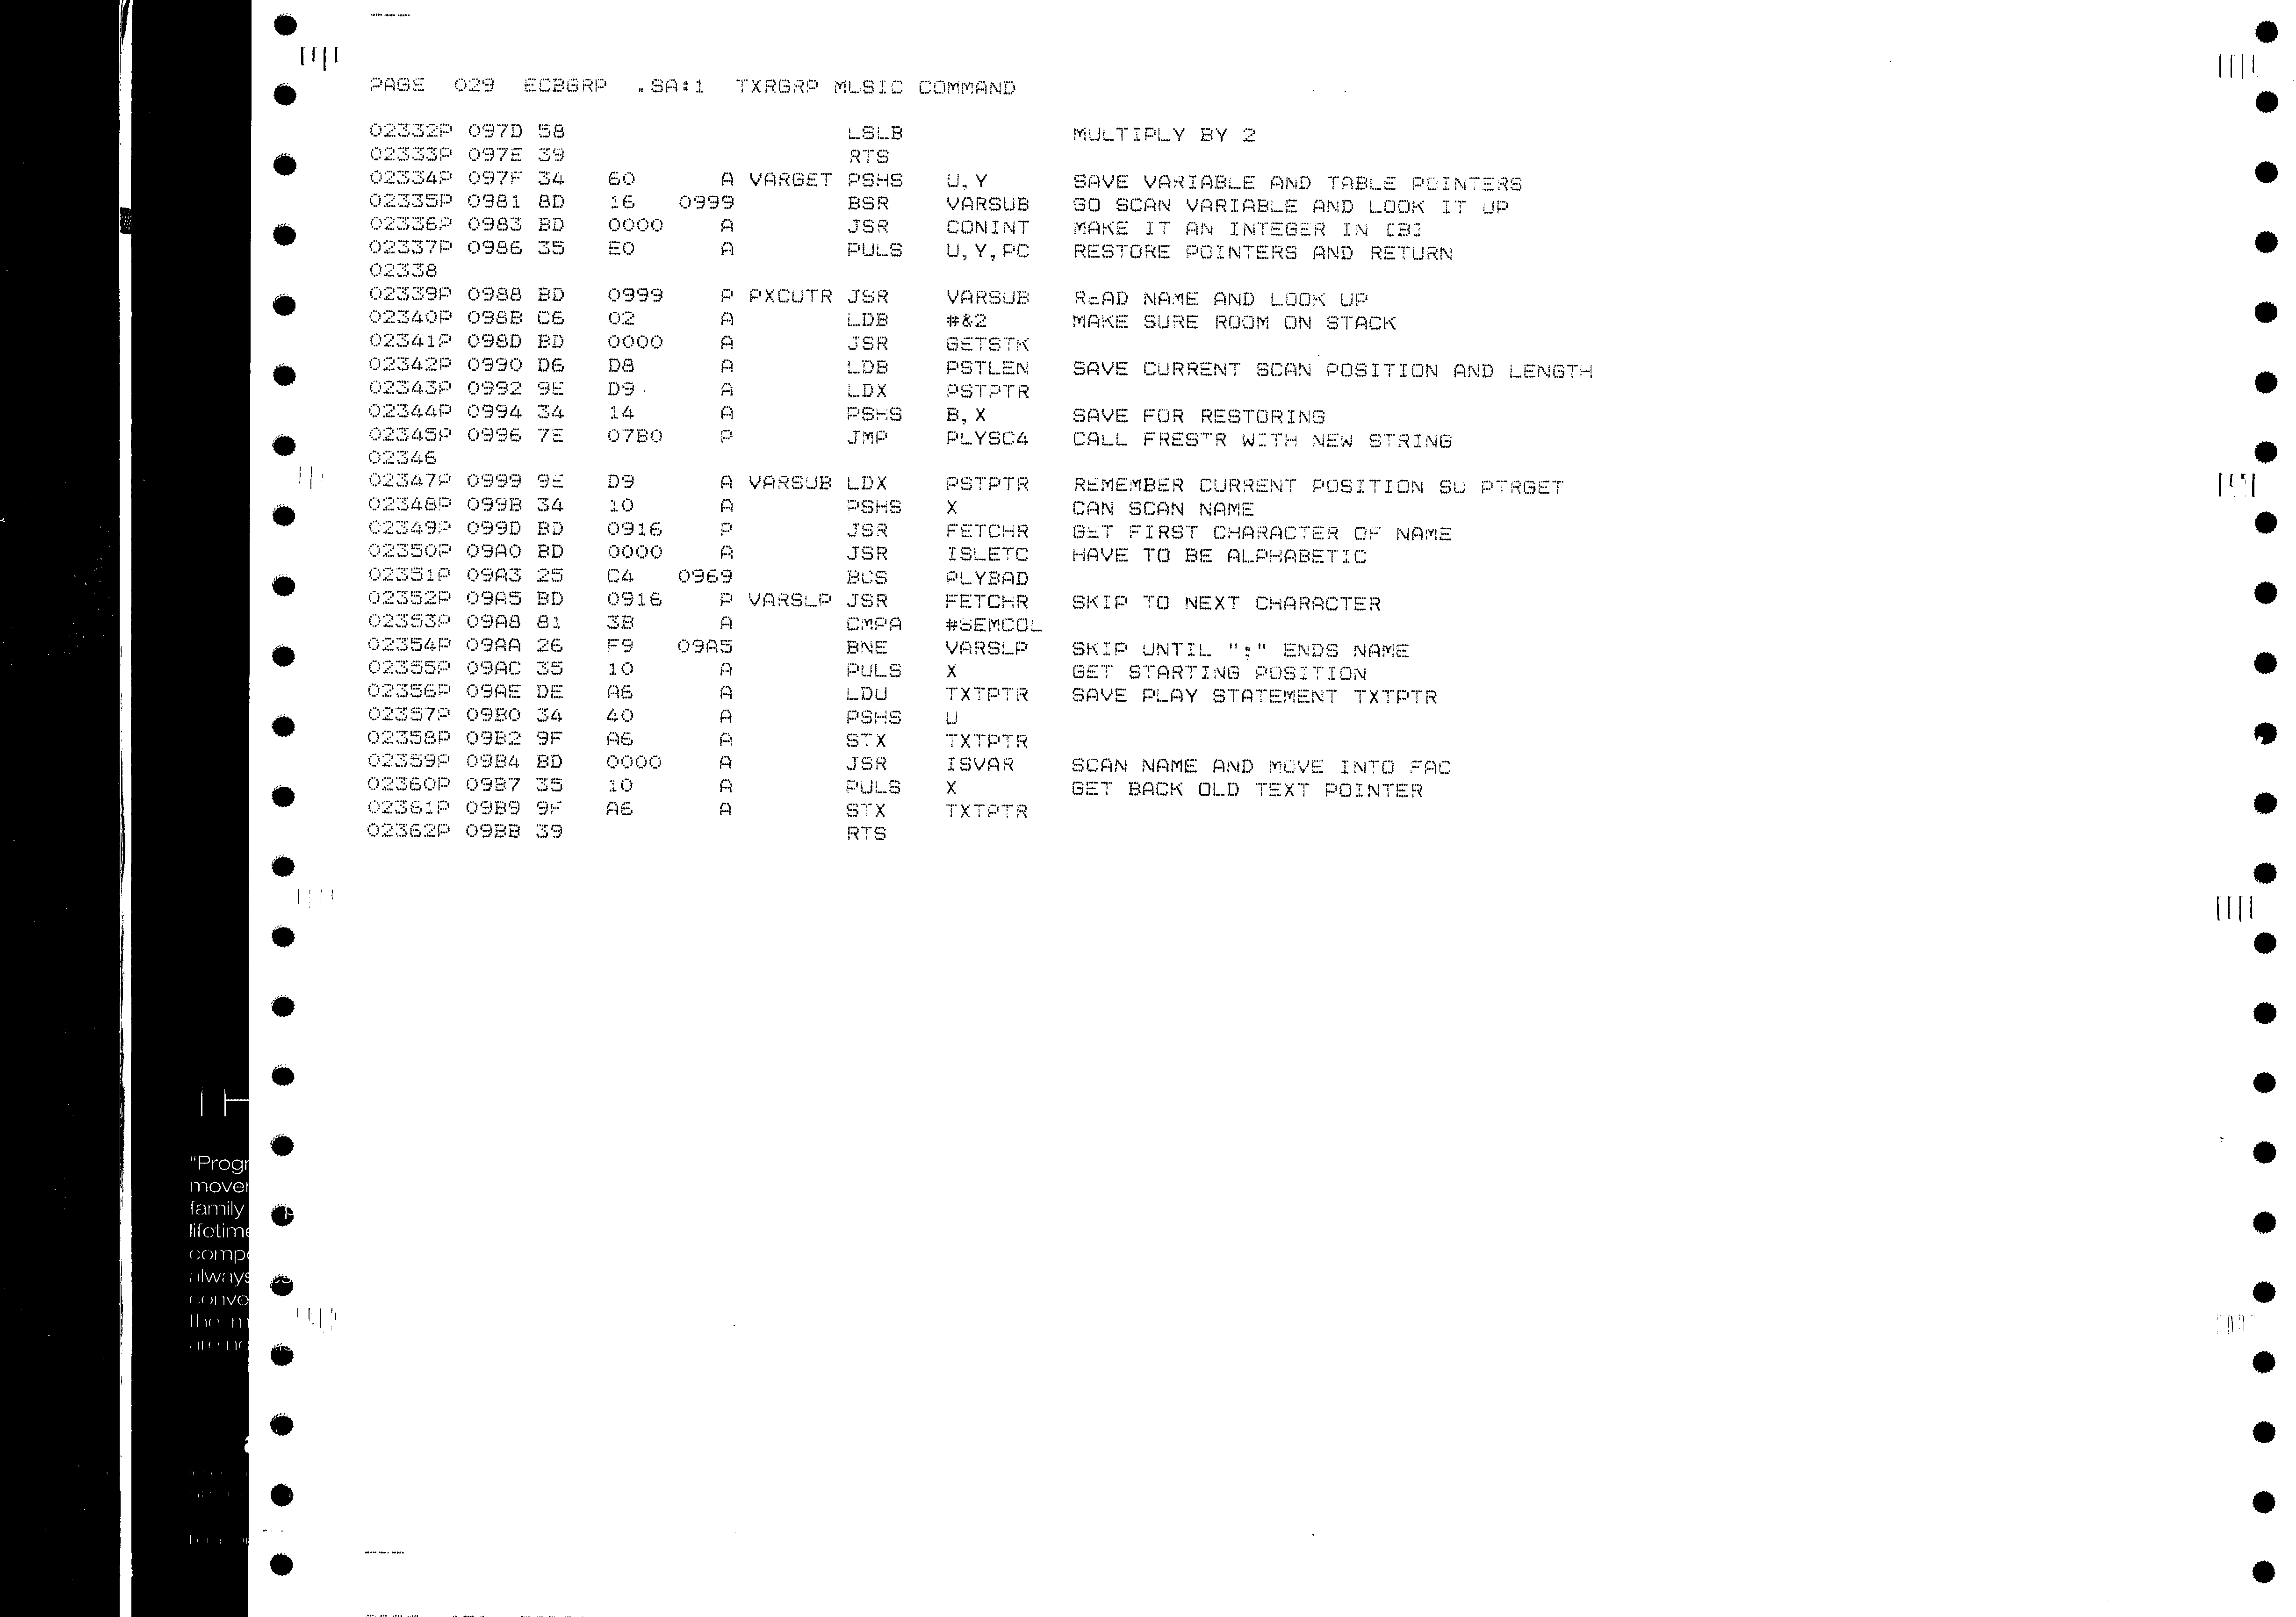 PAGE  029  ECBGRP  .SA:1  TXRGRP MUSIC COMMAND
02332P 097D 58                    LSLB            MULTIPLY BY 2
02333P 097E 39                    RTS
02334P 097F 34   60      A VARGET PSHS   U,Y      SAVE VARIABLE AND TABLE POINTERS
02335P 0981 8D   16   0999        BSR    VARSUB   GO SCAN VARIABLE AND LOOK IT UP
02336P 0983 BD   0000    A        JSR    CONINT   MAKE IT AN INTEGER IN [B]
02337P 0986 35   E0      A        PULS   U,Y,PC   RESTORE POINTERS AND RETURN
02338
02339P 0988 BD   0999    P PXCUTR JSR    VARSUB   READ NAME AND LOOK UP
02340P 098B C6   02      A        LDB    #&2      MAKE SURE ROOM ON STACK
02341P 098D BD   0000    A        JSR    GETSTK
02342P 0990 D6   D8      A        LDB    PSTLEN   SAVE CURRENT SCAN POSITION AND LENGTH
02343P 0992 9E   D9      A        LDX    PSTPTR
02344P 0994 34   14      A        PSHS   B,X      SAVE FOR RESTORING
02345P 0996 7E   07B0    P        JMP    PLYSC4   CALL FRESTR WITH NEW STRING
02346
02347P 0999 9E   D9      A VARSUB LDX    PSTPTR   REMEMBER CURRENT POSITION SO PTRGET
02348P 099B 34   10      A        PSHS   X        CAN SCAN NAME
02349P 099D BD   0916    P        JSR    FETCHR   GET FIRST CHARACTER OF NAME
02350P 09A0 BD   0000    A        JSR    ISLETC   HAVE TO BE ALPHABETIC
02351P 09A3 25   C4   0969        BCS    PLYBAD
02352P 09A5 BD   0916    P VARSLP JSR    FETCHR   SKIP TO NEXT CHARACTER
02353P 09A8 81   3B      A        CMPA   #SEMCOL
02354P 09AA 26   F9   09A5        BNE    VARSLP   SKIP UNTIL ";" ENDS NAME
02355P 09AC 35   10      A        PULS   X        GET STARTING POSITION
02356P 09AE DE   A6      A        LDU    TXTPTR   SAVE PLAY STATEMENT TXTPTR
02357P 09B0 34   40      A        PSHS   U
02358P 09B2 9F   A6      A        STX    TXTPTR
02359P 09B4 BD   0000    A        JSR    ISVAR    SCAN NAME AND MOVE INTO FAC
02360P 09B7 35   10      A        PULS   X        GET BACK OLD TEXT POINTER
02361P 09B9 9F   A6      A        STX    TXTPTR
02362P 09BB 39                    RTS
"Progr
mover
family
lifetime
compo
always
conve
the m